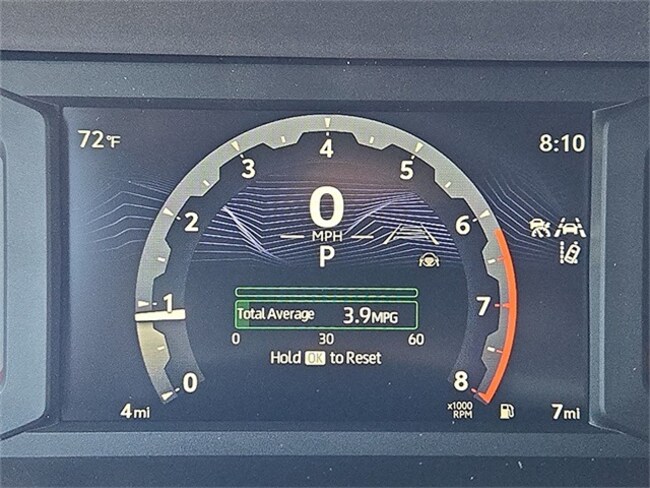 72°F
8:10
0 1 2 3 4 5 6 7 8
0
MPH
P
Total Average 3.9MPG
0 30 60
Hold OK to Reset
x1000
RPM
4mi
7mi